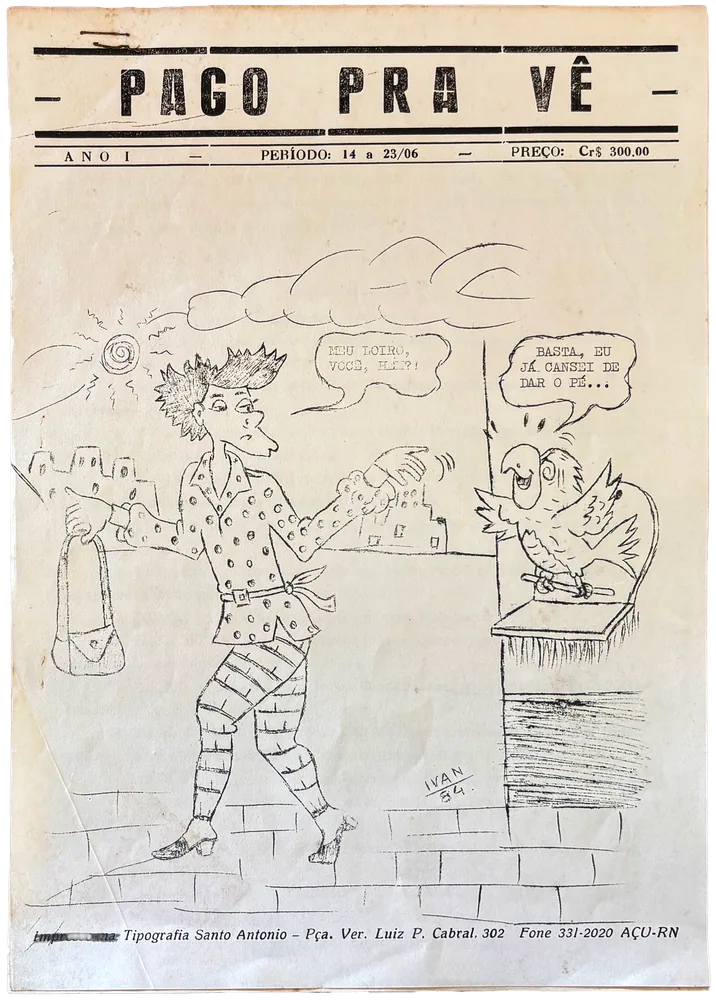 — PAGO PRA VÊ —
ANO I — PERÍODO: 14 a 23/06 — PREÇO: Cr$ 300,00
MEU LOIRO,
VOCÊ, HEM?!
BASTA, EU
JÁ CANSEI DE
DAR O PÉ...
IVAN
84
Tipografia Santo Antonio – Pça. Ver. Luiz P. Cabral. 302 Fone 331-2020 AÇU-RN